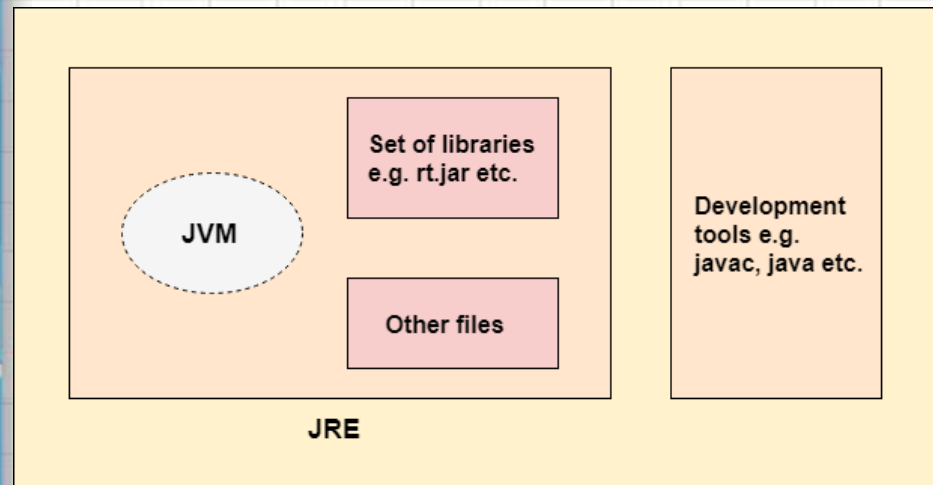 Set of libraries
e.g. rt.jar etc.
JVM
Development
tools e.g.
javac, java etc.
Other files
JRE